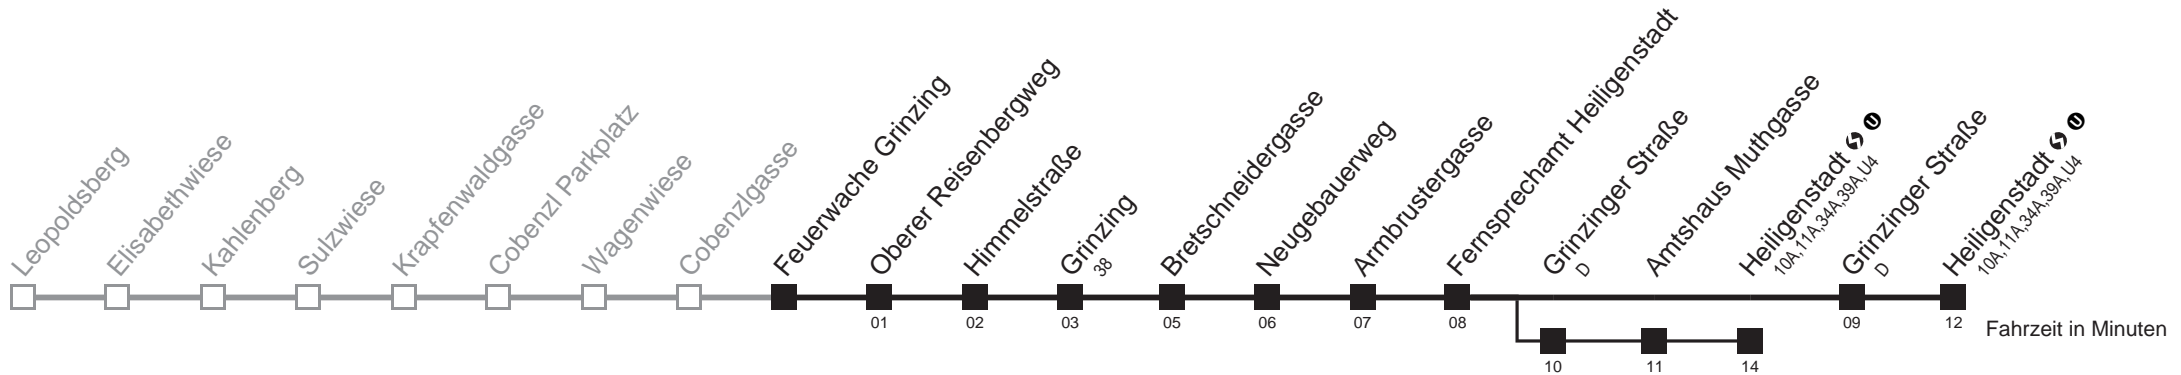 Leopoldsberg
Elisabethwiese
Kahlenberg
Sulzwiese
Krapfenwaldgasse
Cobenzl Parkplatz
Wagenwiese
Cobenzlgasse
Feuerwache Grinzing
Oberer Reisenbergweg
Himmelstraße
Grinzing
38
Bretschneidergasse
Neugebauerweg
Armbrustergasse
Fernsprechamt Heiligenstadt
Grinzinger Straße
D
Amtshaus Muthgasse
Heiligenstadt U
10A,11A,34A,39A,U4
Grinzinger Straße
D
Heiligenstadt U
10A,11A,34A,39A,U4
01 02 03 05 06 07 08 09 12
Fahrzeit in Minuten
10 11 14